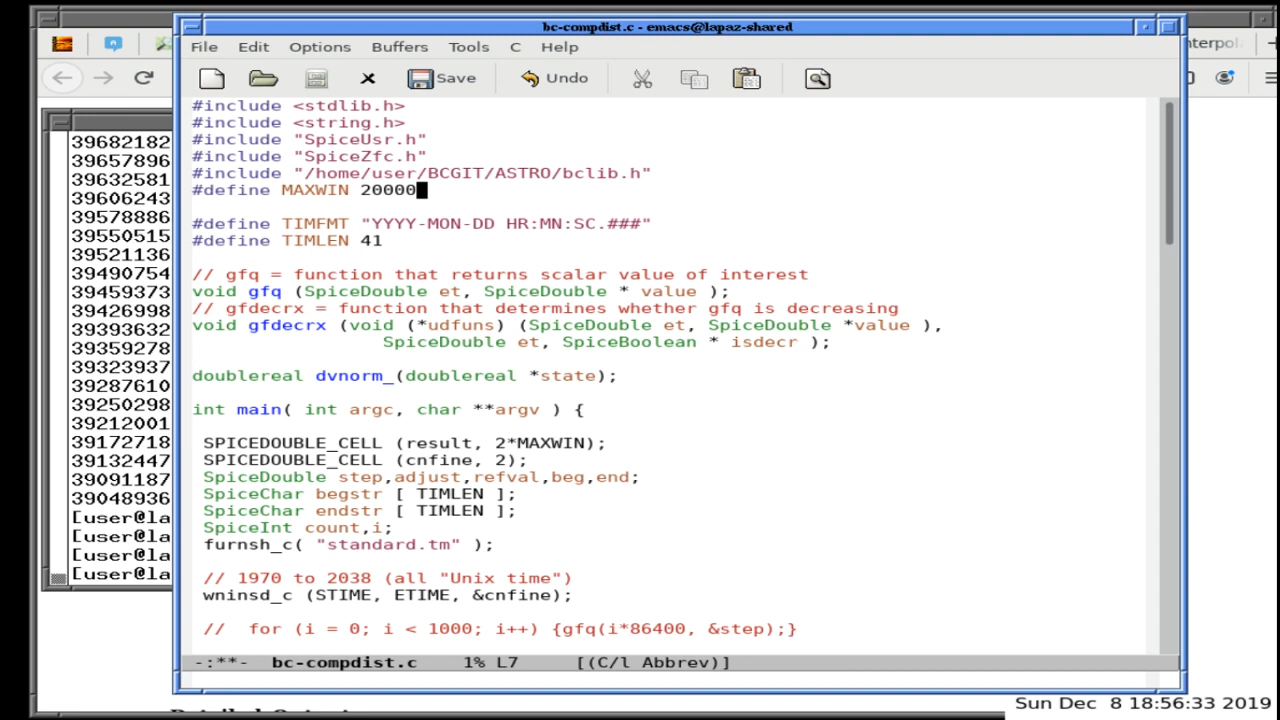 bc-compdist.c - emacs@lapaz-shared
File Edit Options Buffers Tools C Help
Save Undo
#include <stdlib.h>
#include <string.h>
#include "SpiceUsr.h"
#include "SpiceZfc.h"
#include "/home/user/BCGIT/ASTRO/bclib.h"
#define MAXWIN 20000
#define TIMFMT "YYYY-MON-DD HR:MN:SC.###"
#define TIMLEN 41
// gfq = function that returns scalar value of interest
void gfq (SpiceDouble et, SpiceDouble * value );
// gfdecrx = function that determines whether gfq is decreasing
void gfdecrx (void (*udfuns) (SpiceDouble et, SpiceDouble *value ),
SpiceDouble et, SpiceBoolean * isdecr );
doublereal dvnorm_(doublereal *state);
int main( int argc, char **argv ) {
SPICEDOUBLE_CELL (result, 2*MAXWIN);
SPICEDOUBLE_CELL (cnfine, 2);
SpiceDouble step,adjust,refval,beg,end;
SpiceChar begstr [ TIMLEN ];
SpiceChar endstr [ TIMLEN ];
SpiceInt count,i;
furnsh_c( "standard.tm" );
// 1970 to 2038 (all "Unix time")
wninsd_c (STIME, ETIME, &cnfine);
// for (i = 0; i < 1000; i++) {gfq(i*86400, &step);}
-:**- bc-compdist.c 1% L7 [(C/l Abbrev)]
39682182
39657896
39632581
39606243
39578886
39550515
39521136
39490754
39459373
39426998
39393632
39359278
39323937
39287610
39250298
39212001
39172718
39132447
39091187
39048936
[user@la
[user@la
[user@la
[user@la
Sun Dec 8 18:56:33 2019